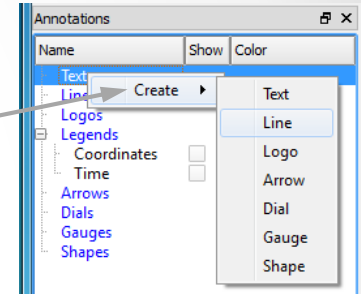 Annotations
Name Show Color
Text
Line
Create
Logos
Legends
Coordinates
Time
Arrows
Dials
Gauges
Shapes
Text
Line
Logo
Arrow
Dial
Gauge
Shape